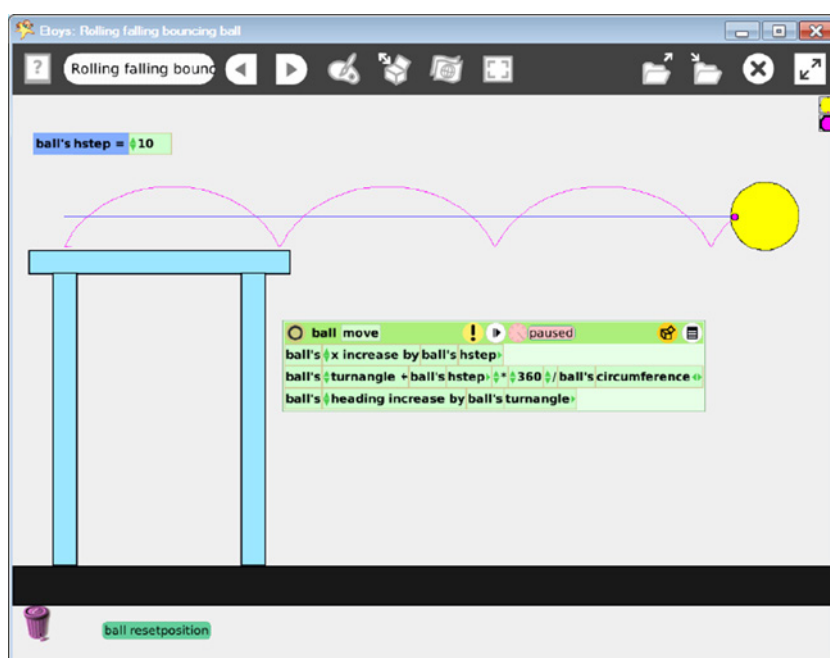 Etoys: Rolling falling bouncing ball
? Rolling falling bounc
ball's hstep = 10
ball move ! paused
ball's x increase by ball's hstep
ball's turnangle ← ball's hstep * 360 / ball's circumference
ball's heading increase by ball's turnangle
ball resetposition